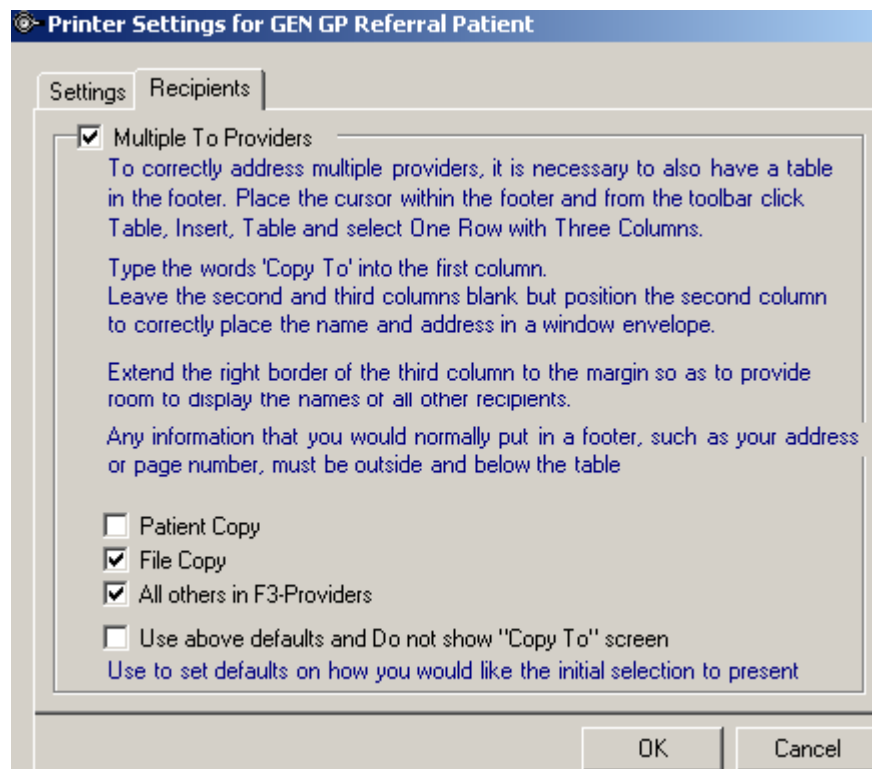 Printer Settings for GEN GP Referral Patient
Settings Recipients
Multiple To Providers
To correctly address multiple providers, it is necessary to also have a table
in the footer. Place the cursor within the footer and from the toolbar click
Table, Insert, Table and select One Row with Three Columns.
Type the words 'Copy To' into the first column.
Leave the second and third columns blank but position the second column
to correctly place the name and address in a window envelope.
Extend the right border of the third column to the margin so as to provide
room to display the names of all other recipients.
Any information that you would normally put in a footer, such as your address
or page number, must be outside and below the table
Patient Copy
File Copy
All others in F3-Providers
Use above defaults and Do not show "Copy To" screen
Use to set defaults on how you would like the initial selection to present
OK Cancel